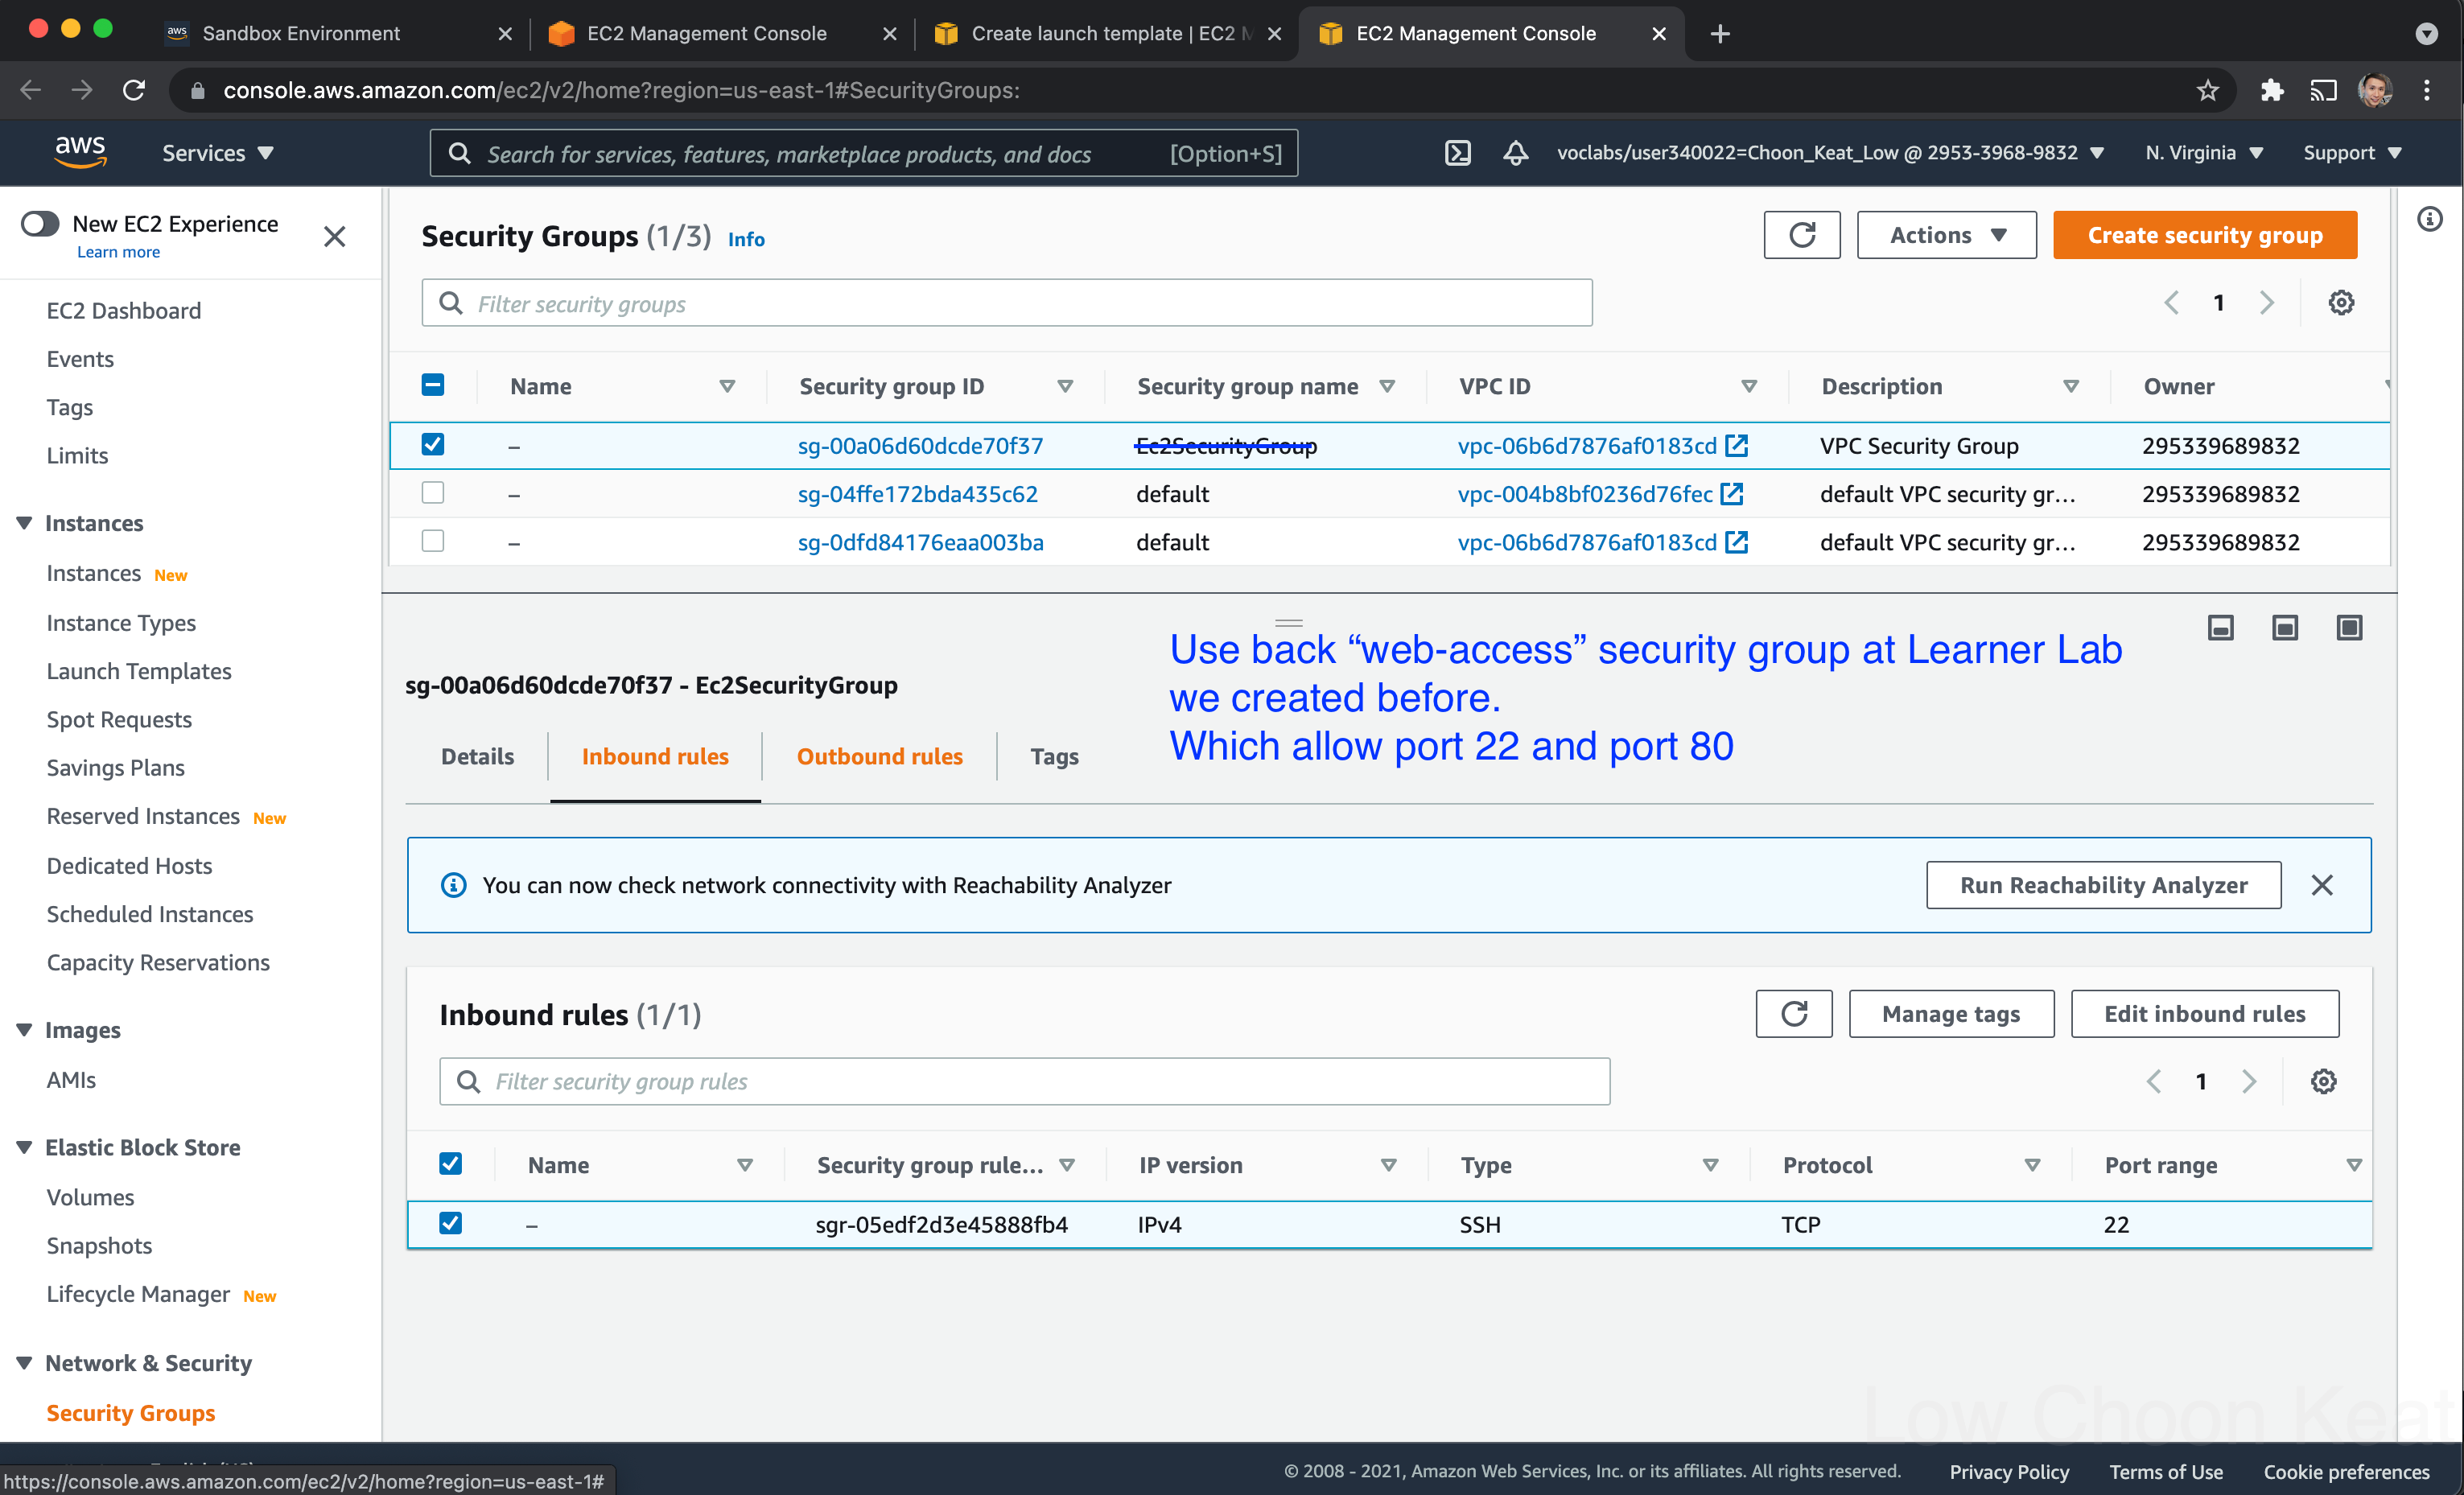 Sandbox Environment
EC2 Management Console
Create launch template | EC2 M
EC2 Management Console
console.aws.amazon.com/ec2/v2/home?region=us-east-1#SecurityGroups:
aws
Services
Search for services, features, marketplace products, and docs
[Option+S]
voclabs/user340022=Choon_Keat_Low @ 2953-3968-9832
N. Virginia
Support
New EC2 Experience
Learn more
EC2 Dashboard
Events
Tags
Limits
Instances
Instances New
Instance Types
Launch Templates
Spot Requests
Savings Plans
Reserved Instances New
Dedicated Hosts
Scheduled Instances
Capacity Reservations
Images
AMIs
Elastic Block Store
Volumes
Snapshots
Lifecycle Manager New
Network & Security
Security Groups
Security Groups (1/3) Info
Actions
Create security group
Filter security groups
1
Name Security group ID Security group name VPC ID Description Owner
– sg-00a06d60dcde70f37 Ec2SecurityGroup vpc-06b6d7876af0183cd VPC Security Group 295339689832
– sg-04ffe172bda435c62 default vpc-004b8bf0236d76fec default VPC security gr... 295339689832
– sg-0dfd84176eaa003ba default vpc-06b6d7876af0183cd default VPC security gr... 295339689832
Use back “web-access” security group at Learner Lab
we created before.
Which allow port 22 and port 80
sg-00a06d60dcde70f37 - Ec2SecurityGroup
Details
Inbound rules
Outbound rules
Tags
You can now check network connectivity with Reachability Analyzer
Run Reachability Analyzer
Inbound rules (1/1)
Manage tags
Edit inbound rules
Filter security group rules
1
Name Security group rule... IP version Type Protocol Port range
– sgr-05edf2d3e45888fb4 IPv4 SSH TCP 22
Low Choon Keat
https://console.aws.amazon.com/ec2/v2/home?region=us-east-1#
© 2008 - 2021, Amazon Web Services, Inc. or its affiliates. All rights reserved.
Privacy Policy
Terms of Use
Cookie preferences